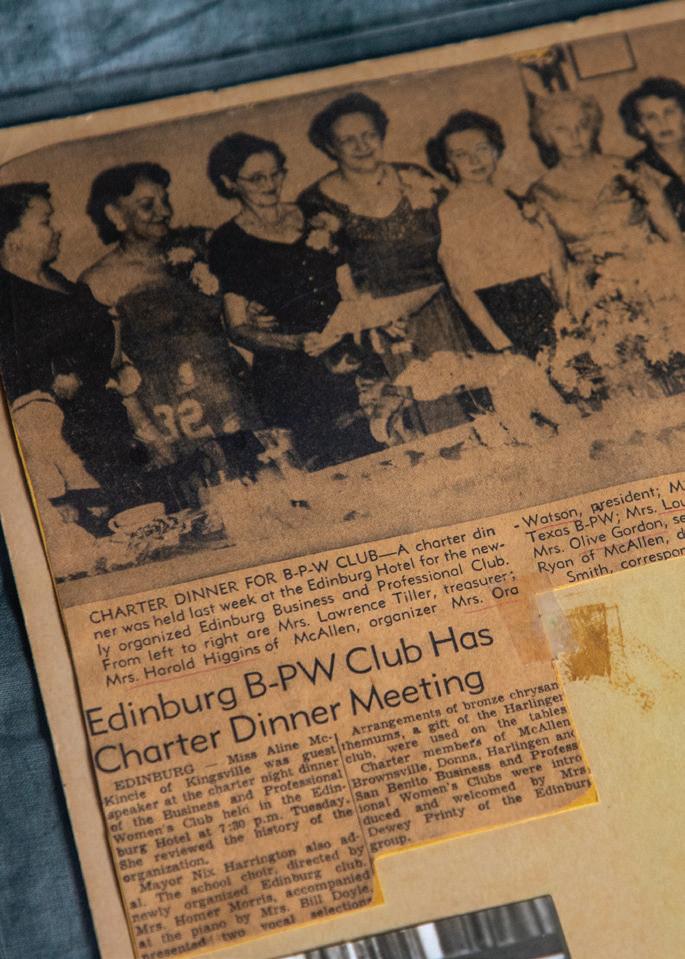 CHARTER DINNER FOR B-P-W CLUB—A charter din
ner was held last week at the Edinburg Hotel for the new-
ly organized Edinburg Business and Professional Club.
From left to right are Mrs. Lawrence Tiller, treasurer;
Mrs. Harold Higgins of McAllen, organizer Mrs. Ora
-Watson, president; M
Texas B-PW; Mrs. Lou
Mrs. Olive Gordon, se
Ryan of McAllen, d
Smith, correspon
Edinburg B-PW Club Has
Charter Dinner Meeting
EDINBURG — Miss Aline Mc-
Kincie of Kingsville was guest
speaker at the charter night dinner
of the Business and Professional
Women's Club held in the Edin-
burg Hotel at 7:30 p.m. Tuesday.
She reviewed the history of the
organization.
Mayor Nix Harrington also ad-
al. The school choir, directed by
newly organized Edinburg club.
Mrs. Homer Morris, accompanied
at the piano by Mrs. Bill Doyle,
presented two vocal selections
Arrangements of bronze chrysan
themums, a gift of the Harlingen
club, were used on the tables
Charter members of McAllen
Brownsville, Donna, Harlingen and
San Benito Business and Profess
ional Women's Clubs were intro
duced and welcomed by Mrs.
Dewey Printy of the Edinburg
group.